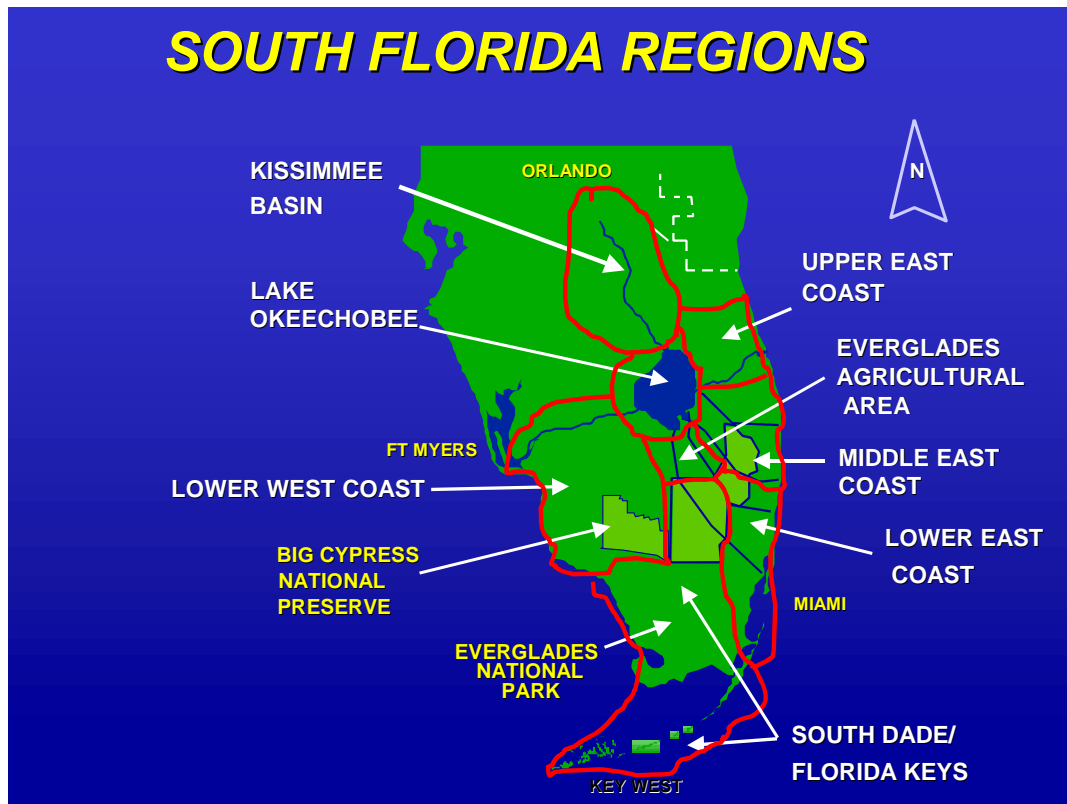 SOUTH FLORIDA REGIONS
KISSIMMEE
BASIN
ORLANDO
N
UPPER EAST
COAST
LAKE
OKEECHOBEE
EVERGLADES
AGRICULTURAL
AREA
FT MYERS
MIDDLE EAST
COAST
LOWER WEST COAST
LOWER EAST
COAST
BIG CYPRESS
NATIONAL
PRESERVE
MIAMI
EVERGLADES
NATIONAL
PARK
SOUTH DADE/
FLORIDA KEYS
KEY WEST